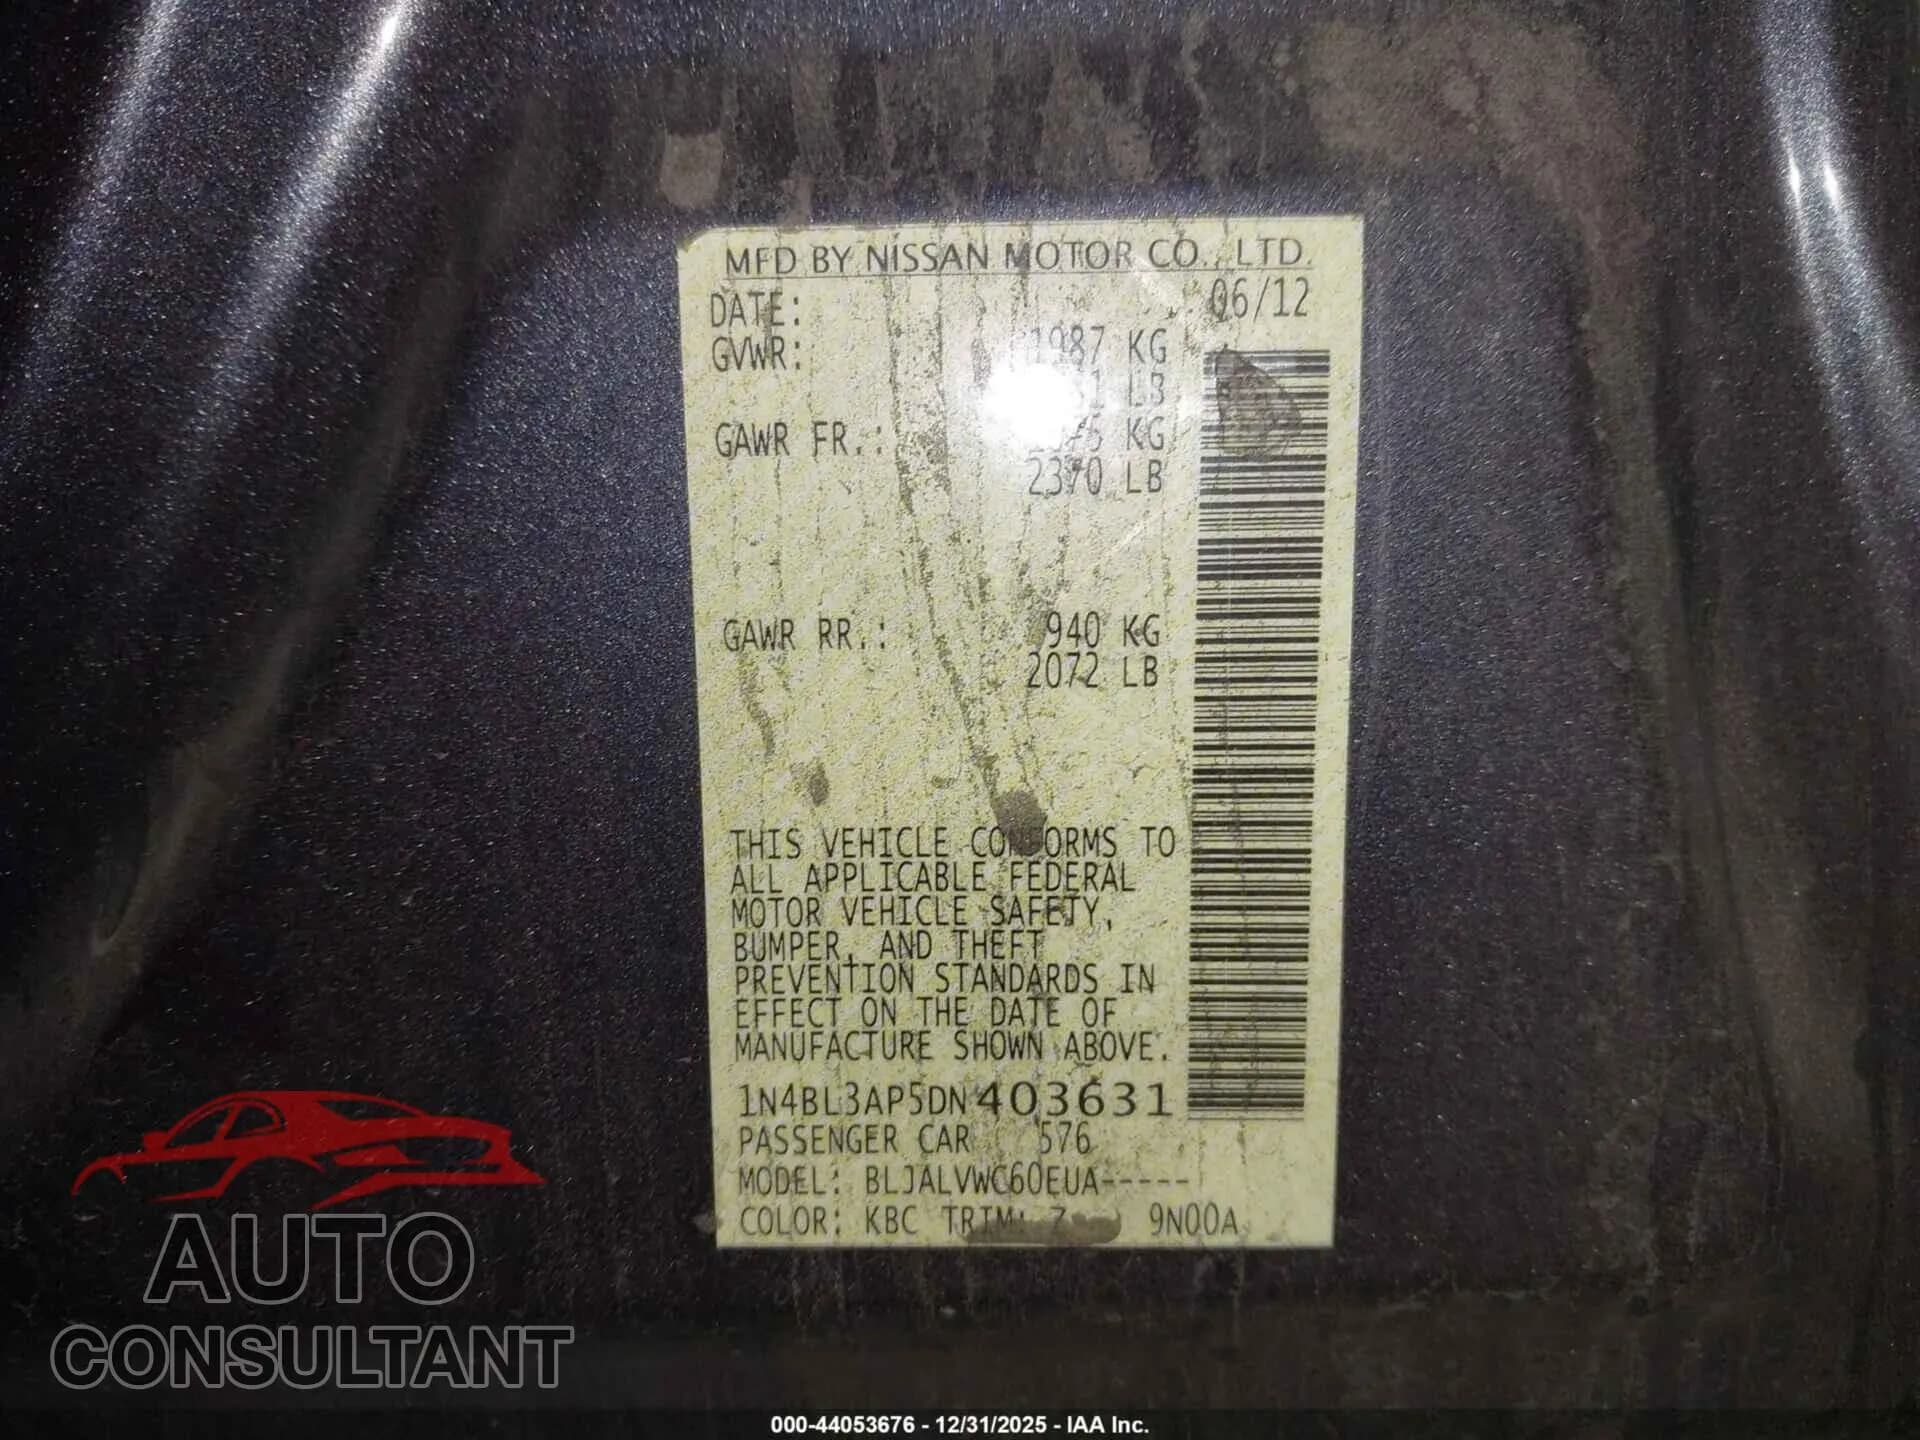 MFD BY NISSAN MOTOR CO., LTD.
DATE: 06/12
GVWR: 1987 KG
LB
GAWR FR.: KG
2370 LB
GAWR RR.: 940 KG
2072 LB
THIS VEHICLE CONFORMS TO
ALL APPLICABLE FEDERAL
MOTOR VEHICLE SAFETY,
BUMPER, AND THEFT
PREVENTION STANDARDS IN
EFFECT ON THE DATE OF
MANUFACTURE SHOWN ABOVE.
1N4BL3AP5DN403631
PASSENGER CAR 576
MODEL: BLJALVWC60EUA-----
COLOR: KBC TRIM: 9N00A
AUTO
CONSULTANT
000-44053676 - 12/31/2025 - IAA Inc.